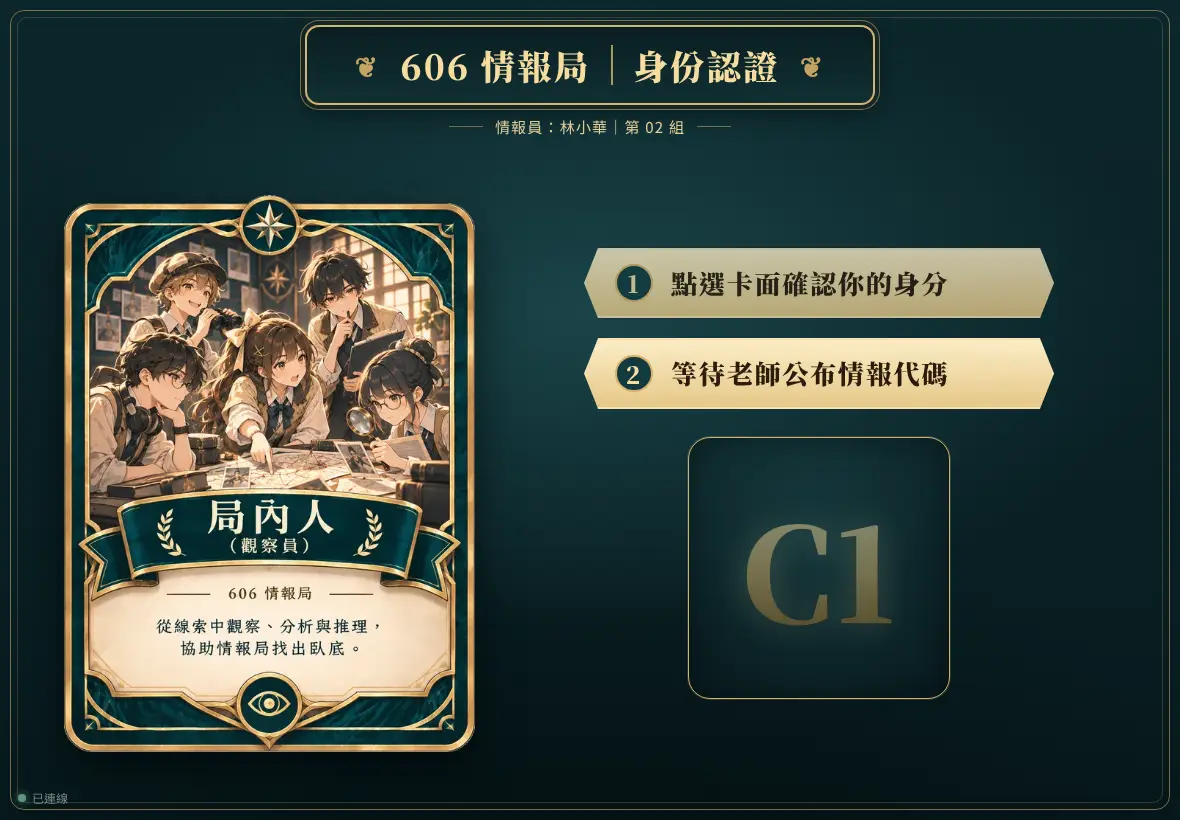 606 情報局｜身份認證
情報員：林小華｜第 02 組
局內人
（觀察員）
606 情報局
從線索中觀察、分析與推理，
協助情報局找出臥底。
1 點選卡面確認你的身分
2 等待老師公布情報代碼
C1
已連線